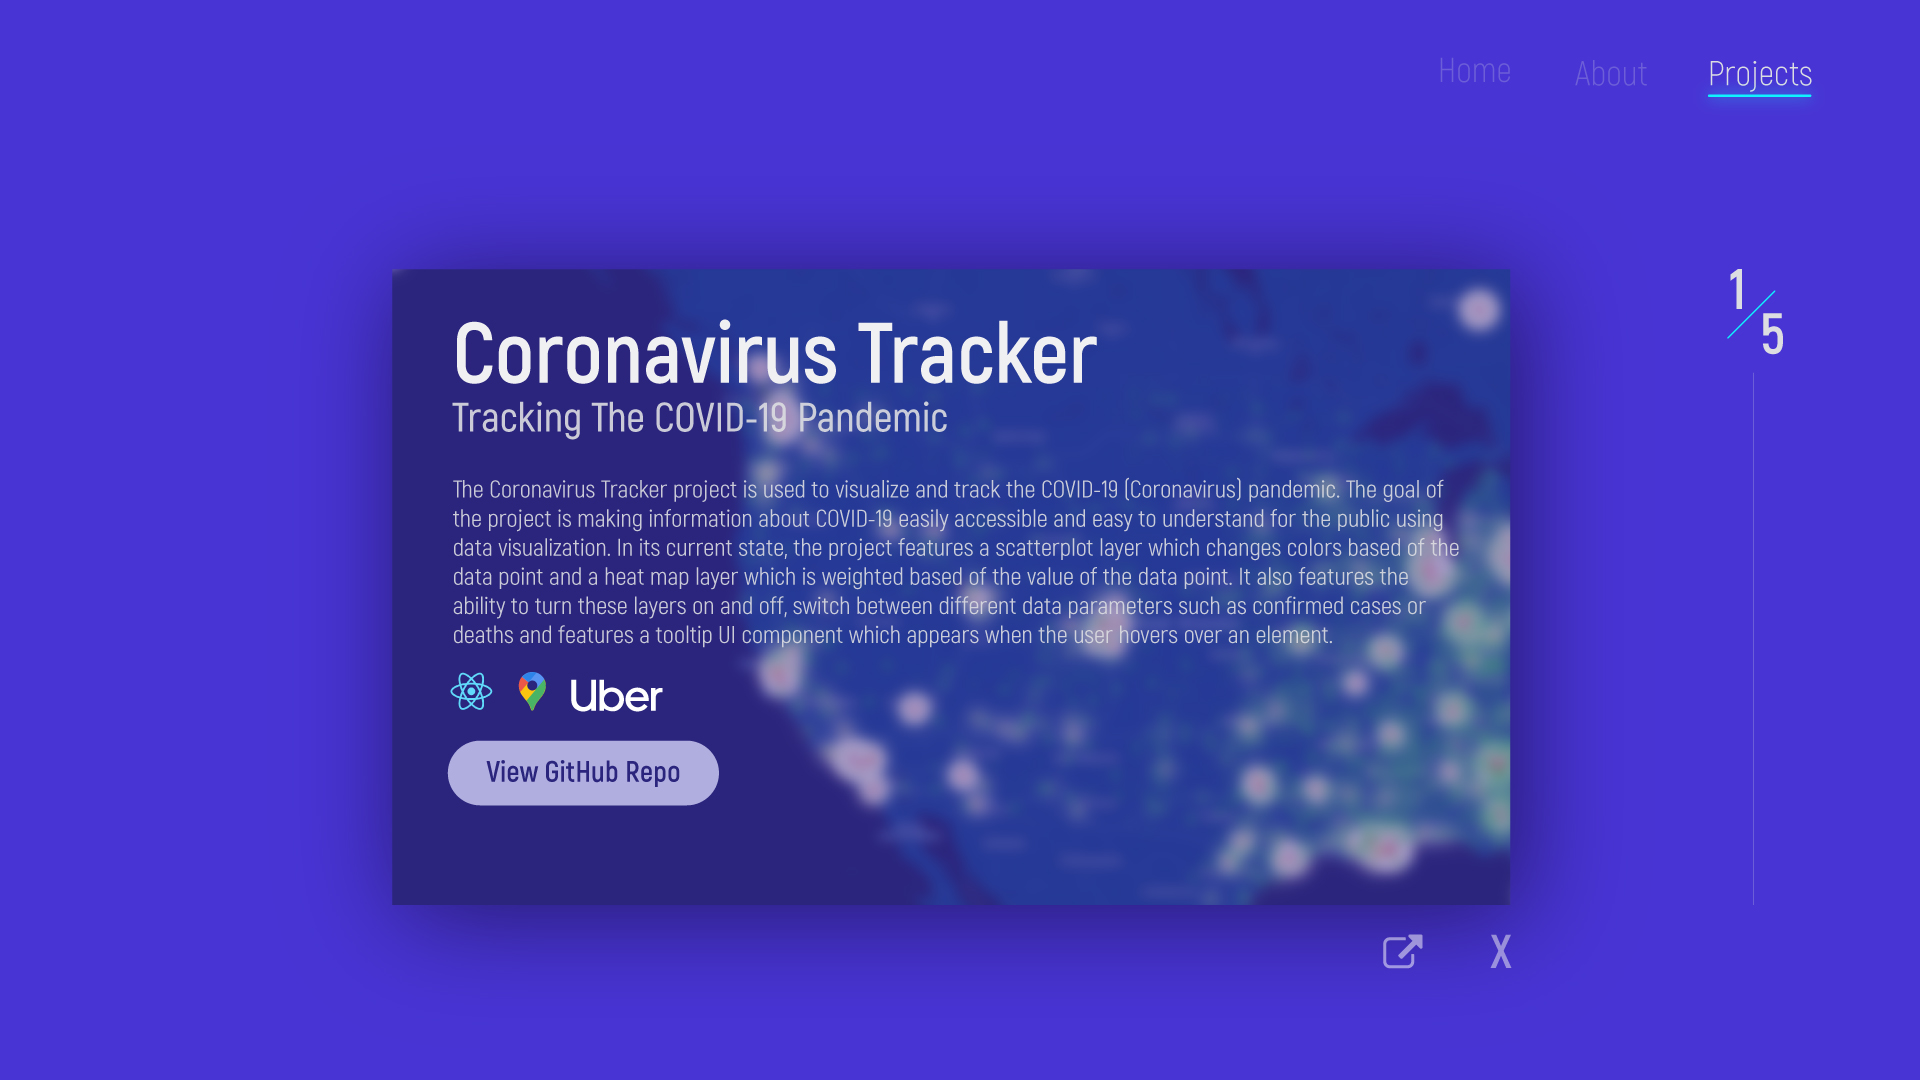 Home About Projects
1
5
Coronavirus Tracker
Tracking The COVID-19 Pandemic
The Coronavirus Tracker project is used to visualize and track the COVID-19 (Coronavirus) pandemic. The goal of
the project is making information about COVID-19 easily accessible and easy to understand for the public using
data visualization. In its current state, the project features a scatterplot layer which changes colors based of the
data point and a heat map layer which is weighted based of the value of the data point. It also features the
ability to turn these layers on and off, switch between different data parameters such as confirmed cases or
deaths and features a tooltip UI component which appears when the user hovers over an element.
Uber
View GitHub Repo
X